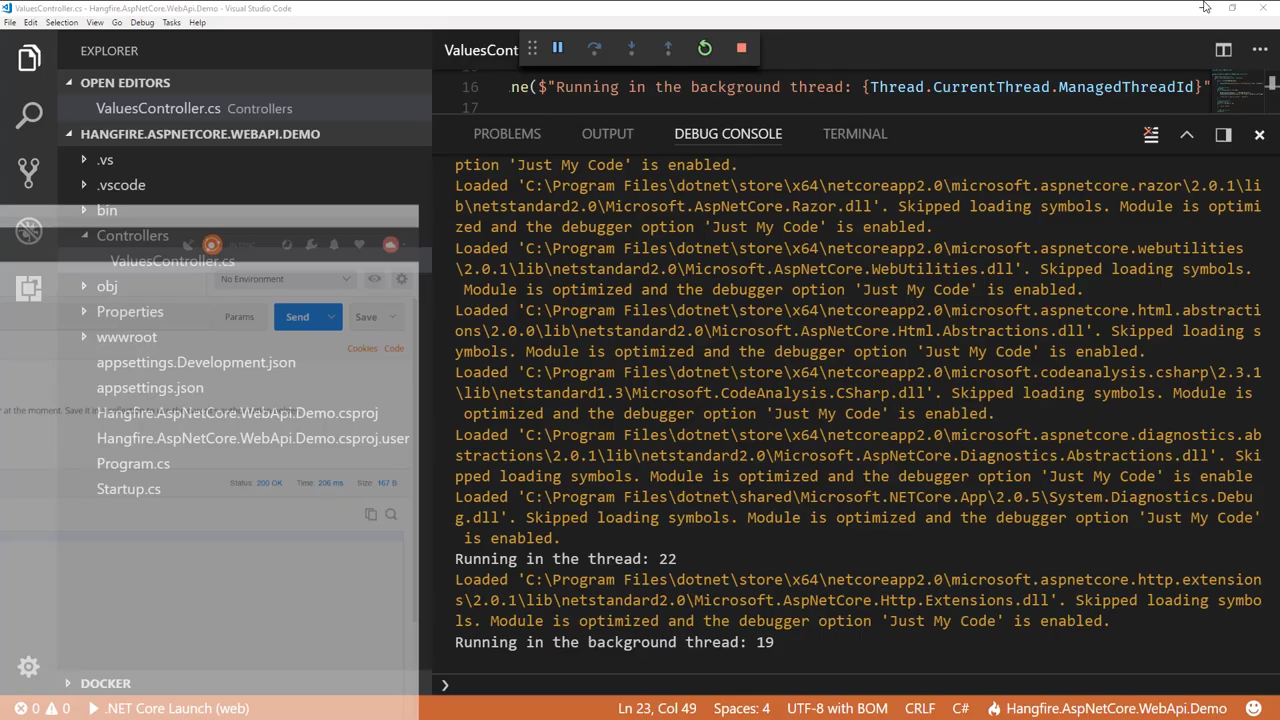 ValuesController.cs - Hangfire.AspNetCore.WebApi.Demo - Visual Studio Code
File Edit Selection View Go Debug Tasks Help
EXPLORER
OPEN EDITORS
ValuesController.cs Controllers
HANGFIRE.ASPNETCORE.WEBAPI.DEMO
.vs
.vscode
bin
Controllers
ValuesController.cs
obj
Properties
wwwroot
appsettings.Development.json
appsettings.json
Hangfire.AspNetCore.WebApi.Demo.csproj
Hangfire.AspNetCore.WebApi.Demo.csproj.user
Program.cs
Startup.cs
DOCKER
No Environment
Params Send Save
Cookies Code
Status: 200 OK Time: 206 ms Size: 167 B
ValuesCont
16 ne($"Running in the background thread: {Thread.CurrentThread.ManagedThreadId}"
17
PROBLEMS OUTPUT DEBUG CONSOLE TERMINAL
ption 'Just My Code' is enabled.
Loaded 'C:\Program Files\dotnet\store\x64\netcoreapp2.0\microsoft.aspnetcore.razor\2.0.1\li
b\netstandard2.0\Microsoft.AspNetCore.Razor.dll'. Skipped loading symbols. Module is optimi
zed and the debugger option 'Just My Code' is enabled.
Loaded 'C:\Program Files\dotnet\store\x64\netcoreapp2.0\microsoft.aspnetcore.webutilities
\2.0.1\lib\netstandard2.0\Microsoft.AspNetCore.WebUtilities.dll'. Skipped loading symbols.
Module is optimized and the debugger option 'Just My Code' is enabled.
Loaded 'C:\Program Files\dotnet\store\x64\netcoreapp2.0\microsoft.aspnetcore.html.abstracti
ons\2.0.0\lib\netstandard2.0\Microsoft.AspNetCore.Html.Abstractions.dll'. Skipped loading s
ymbols. Module is optimized and the debugger option 'Just My Code' is enabled.
Loaded 'C:\Program Files\dotnet\store\x64\netcoreapp2.0\microsoft.codeanalysis.csharp\2.3.1
\lib\netstandard1.3\Microsoft.CodeAnalysis.CSharp.dll'. Skipped loading symbols. Module is
optimized and the debugger option 'Just My Code' is enabled.
Loaded 'C:\Program Files\dotnet\store\x64\netcoreapp2.0\microsoft.aspnetcore.diagnostics.ab
stractions\2.0.1\lib\netstandard2.0\Microsoft.AspNetCore.Diagnostics.Abstractions.dll'. Ski
pped loading symbols. Module is optimized and the debugger option 'Just My Code' is enable
Loaded 'C:\Program Files\dotnet\shared\Microsoft.NETCore.App\2.0.5\System.Diagnostics.Debu
g.dll'. Skipped loading symbols. Module is optimized and the debugger option 'Just My Code'
is enabled.
Running in the thread: 22
Loaded 'C:\Program Files\dotnet\store\x64\netcoreapp2.0\microsoft.aspnetcore.http.extension
s\2.0.1\lib\netstandard2.0\Microsoft.AspNetCore.Http.Extensions.dll'. Skipped loading symbo
ls. Module is optimized and the debugger option 'Just My Code' is enabled.
Running in the background thread: 19
0 0 .NET Core Launch (web) Ln 23, Col 49 Spaces: 4 UTF-8 with BOM CRLF C# Hangfire.AspNetCore.WebApi.Demo